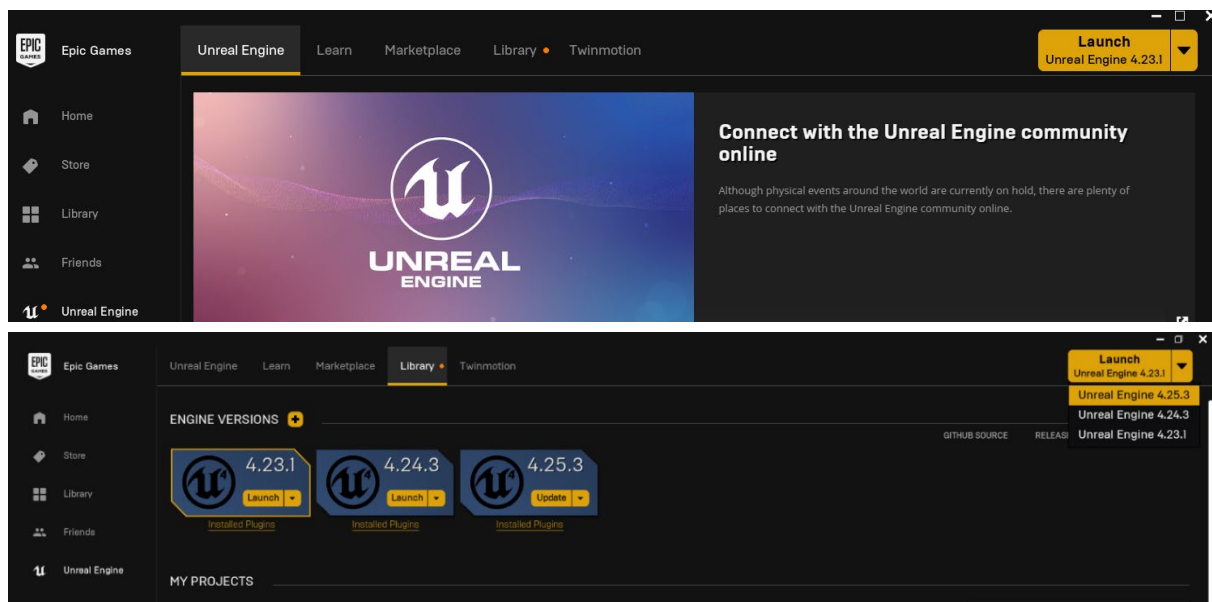 EPIC
GAMES
Epic Games
Unreal Engine
Learn
Marketplace
Library
Twinmotion
Launch
Unreal Engine 4.23.1
Home
Store
Library
Friends
Unreal Engine
UNREAL
ENGINE
Connect with the Unreal Engine community
online
Although physical events around the world are currently on hold, there are plenty of
places to connect with the Unreal Engine community online.
EPIC
GAMES
Epic Games
Unreal Engine
Learn
Marketplace
Library
Twinmotion
Launch
Unreal Engine 4.23.1
Unreal Engine 4.25.3
Unreal Engine 4.24.3
Unreal Engine 4.23.1
Home
Store
Library
Friends
Unreal Engine
ENGINE VERSIONS
GITHUB SOURCE
4.23.1
Launch
Installed Plugins
4.24.3
Launch
Installed Plugins
4.25.3
Update
Installed Plugins
MY PROJECTS